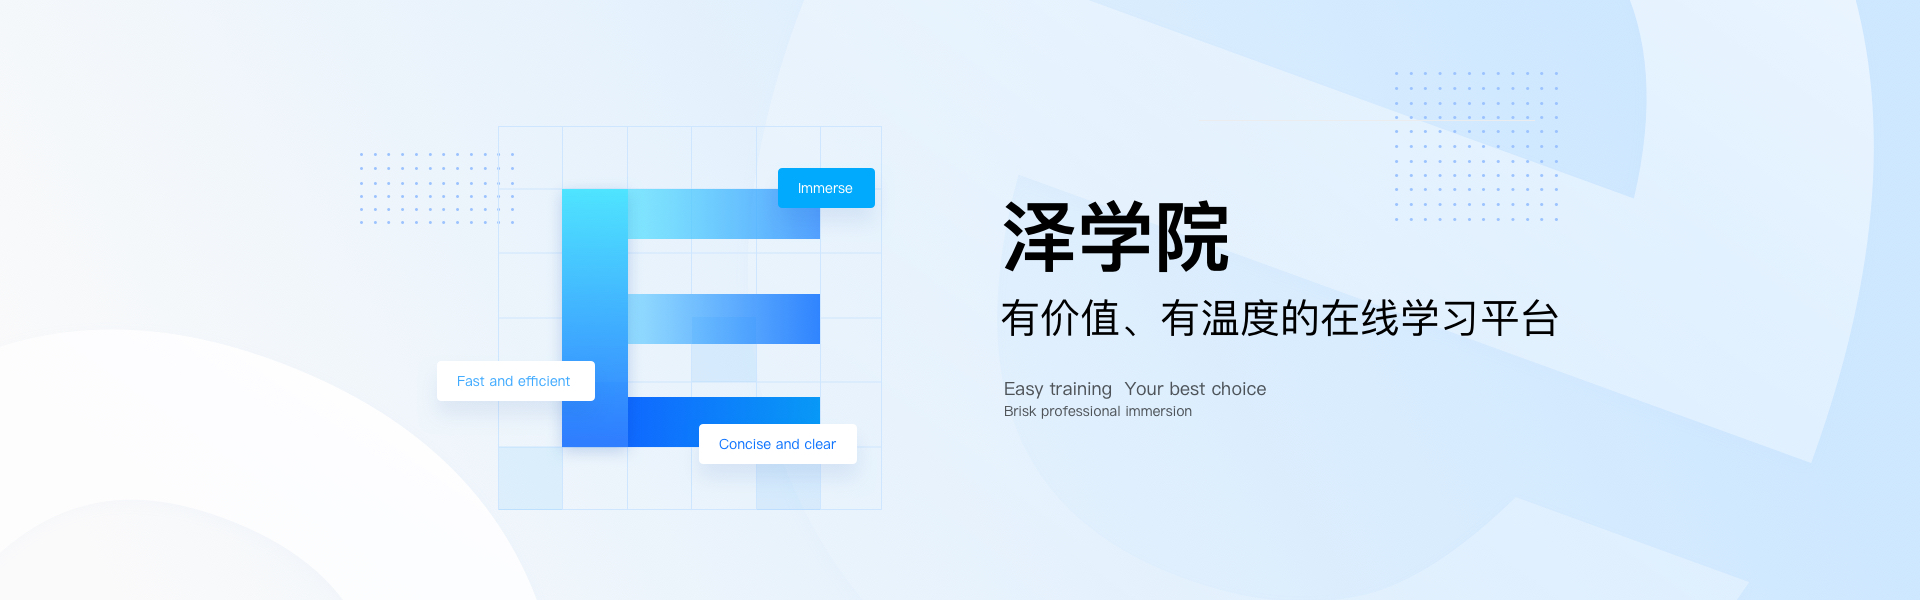 Immerse
Fast and efficient
Concise and clear
泽学院
有价值、有温度的在线学习平台
Easy training  Your best choice
Brisk professional immersion